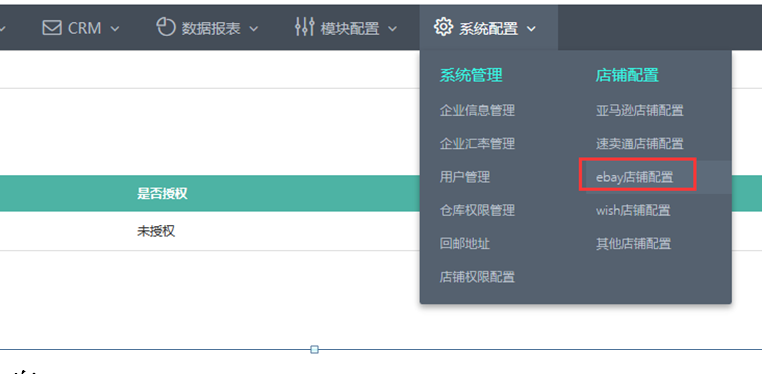 CRM 数据报表 模块配置 系统配置
系统管理 店铺配置
企业信息管理 亚马逊店铺配置
企业汇率管理 速卖通店铺配置
用户管理 ebay店铺配置
是否授权
仓库权限管理 wish店铺配置
未授权
回邮地址 其他店铺配置
店铺权限配置